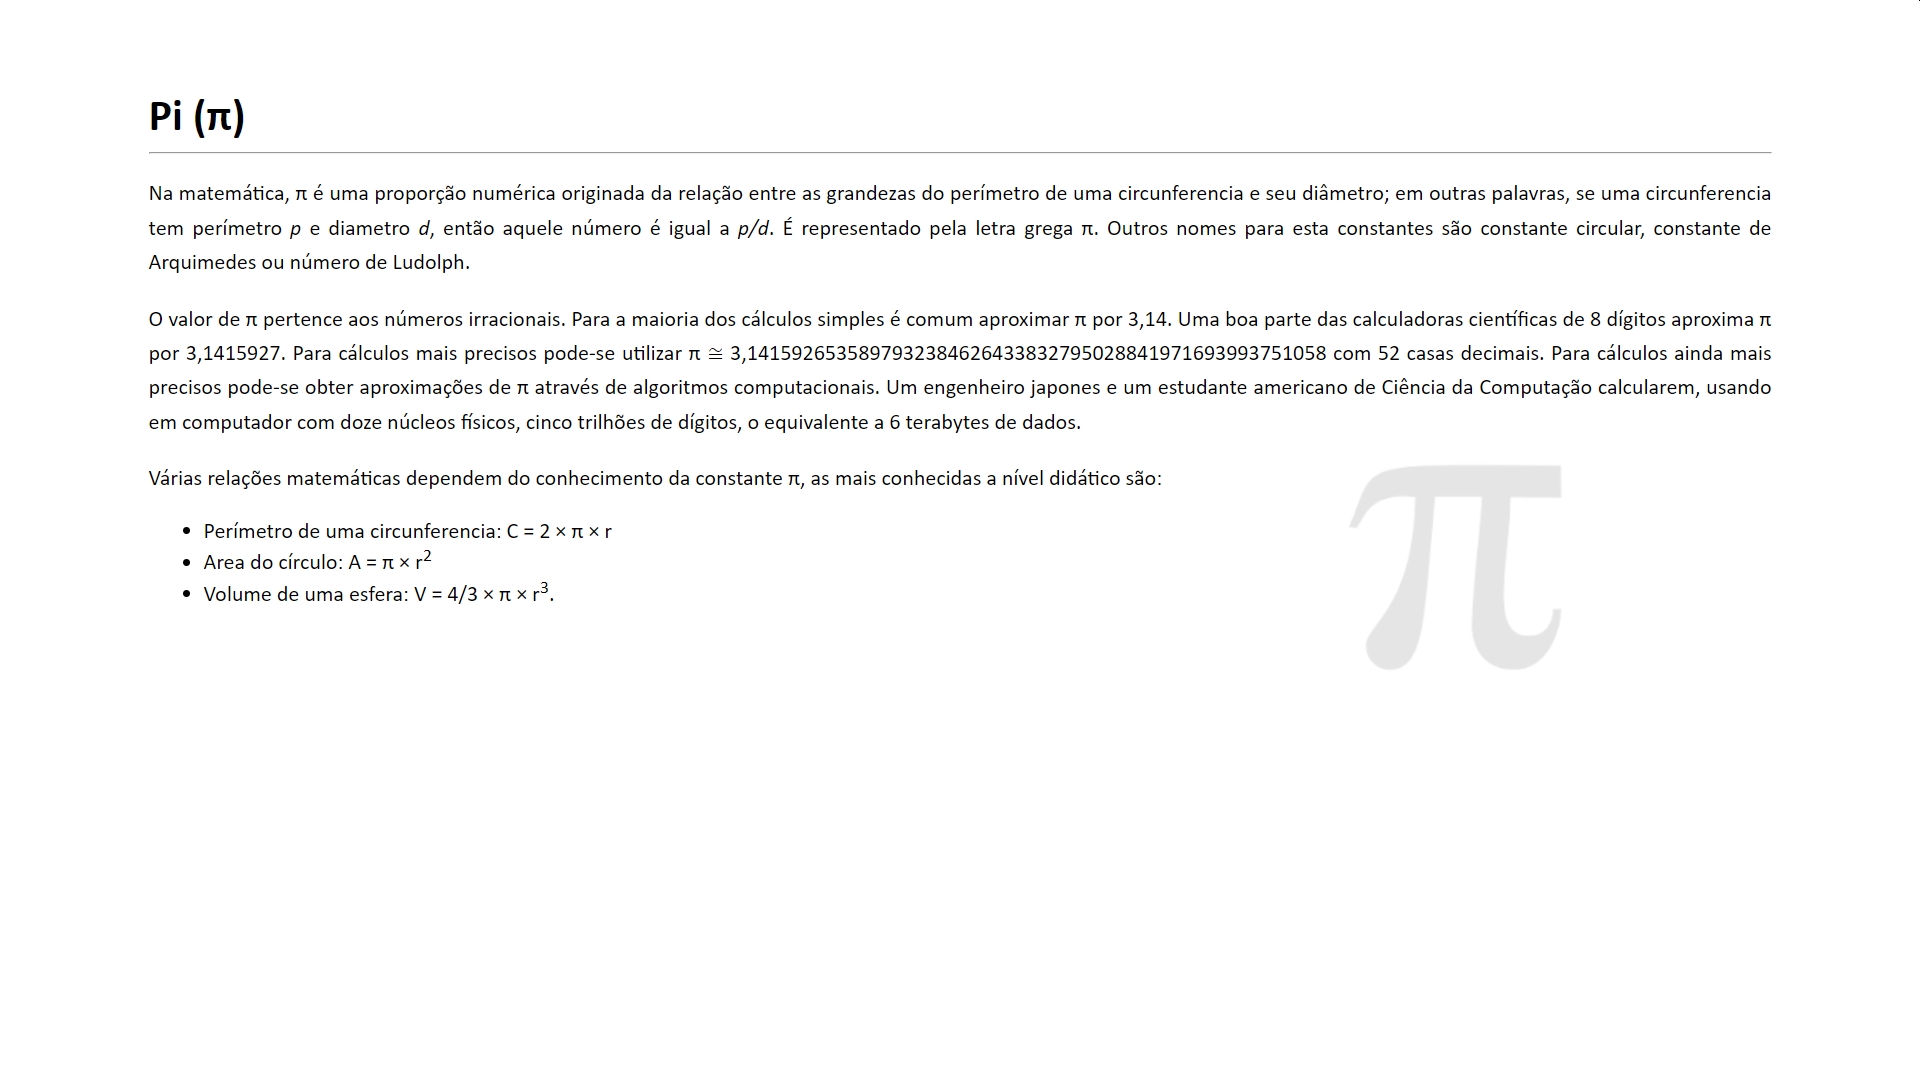 Pi (π)
Na matemática, π é uma proporção numérica originada da relação entre as grandezas do perímetro de uma circunferencia e seu diâmetro; em outras palavras, se uma circunferencia
tem perímetro p e diametro d, então aquele número é igual a p/d. É representado pela letra grega π. Outros nomes para esta constantes são constante circular, constante de
Arquimedes ou número de Ludolph.
O valor de π pertence aos números irracionais. Para a maioria dos cálculos simples é comum aproximar π por 3,14. Uma boa parte das calculadoras científicas de 8 dígitos aproxima π
por 3,1415927. Para cálculos mais precisos pode-se utilizar π ≅ 3,1415926535897932384626433832795028841971693993751058 com 52 casas decimais. Para cálculos ainda mais
precisos pode-se obter aproximações de π através de algoritmos computacionais. Um engenheiro japones e um estudante americano de Ciência da Computação calcularem, usando
em computador com doze núcleos físicos, cinco trilhões de dígitos, o equivalente a 6 terabytes de dados.
Várias relações matemáticas dependem do conhecimento da constante π, as mais conhecidas a nível didático são:
• Perímetro de uma circunferencia: C = 2 × π × r
• Area do círculo: A = π × r²
• Volume de uma esfera: V = 4/3 × π × r³.
π